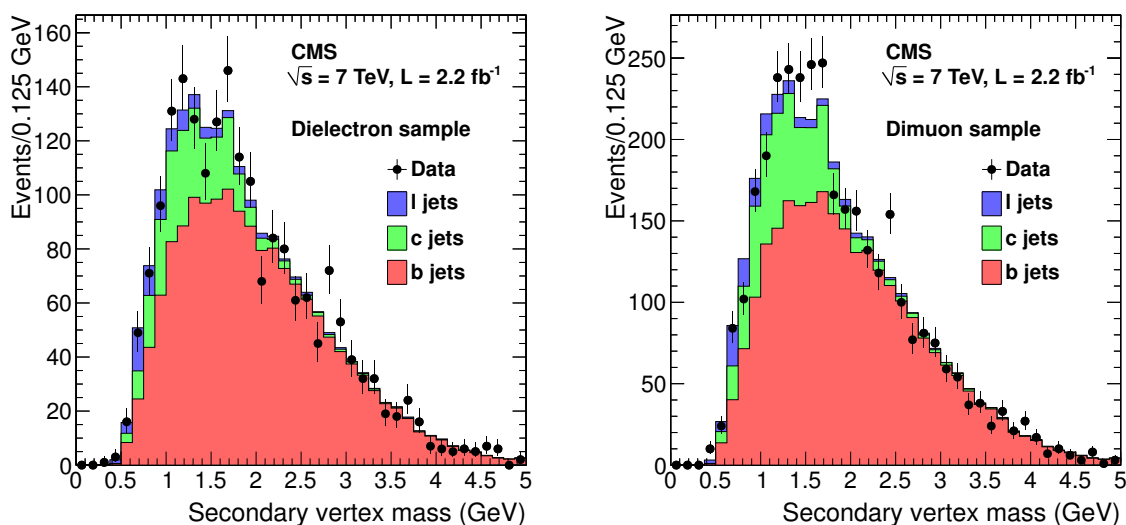 Events/0.125 GeV
160
140
120
100
80
60
40
20
0
CMS
√s = 7 TeV, L = 2.2 fb⁻¹
Dielectron sample
Data
l jets
c jets
b jets
0 0.5 1 1.5 2 2.5 3 3.5 4 4.5 5
Secondary vertex mass (GeV)
Events/0.125 GeV
250
200
150
100
50
0
CMS
√s = 7 TeV, L = 2.2 fb⁻¹
Dimuon sample
Data
l jets
c jets
b jets
0 0.5 1 1.5 2 2.5 3 3.5 4 4.5 5
Secondary vertex mass (GeV)